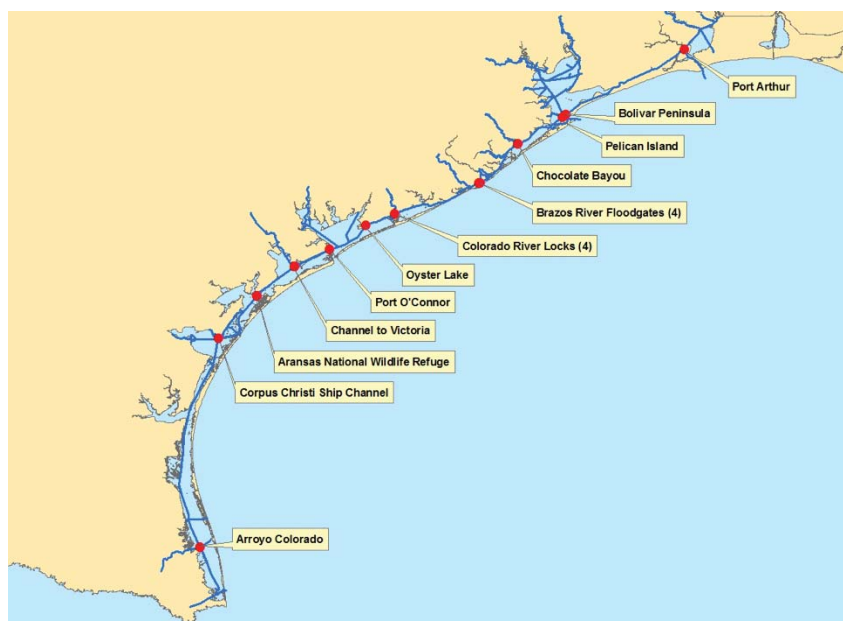 Port Arthur
Bolivar Peninsula
Pelican Island
Chocolate Bayou
Brazos River Floodgates (4)
Colorado River Locks (4)
Oyster Lake
Port O'Connor
Channel to Victoria
Aransas National Wildlife Refuge
Corpus Christi Ship Channel
Arroyo Colorado